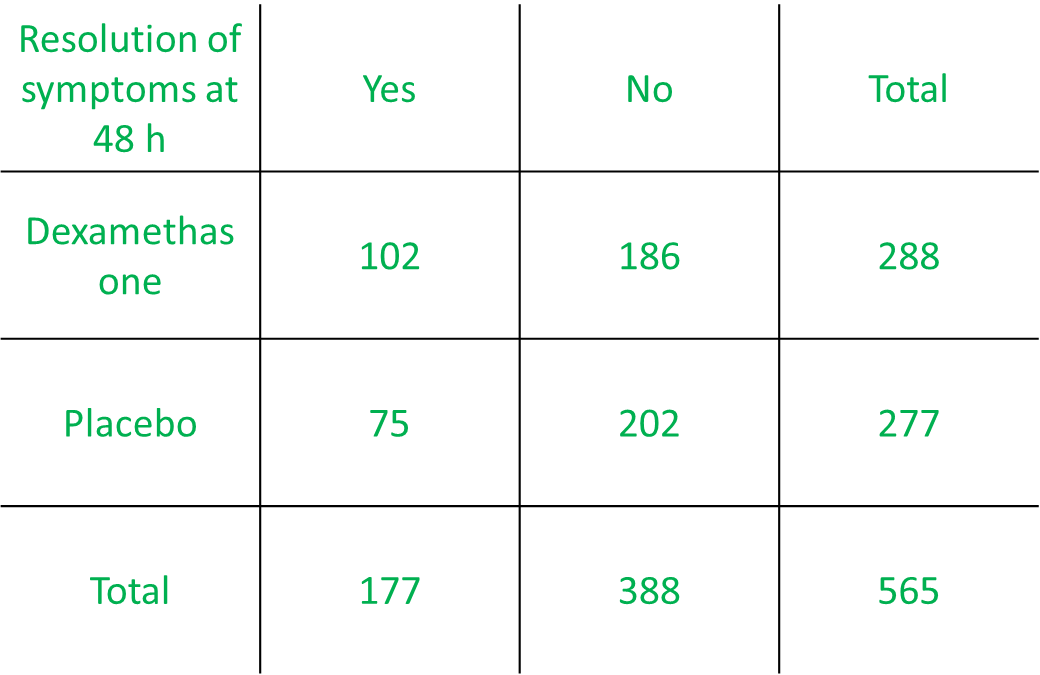 Resolution of
symptoms at
48 h
Yes
No
Total
Dexamethas
one
102
186
288
Placebo
75
202
277
Total
177
388
565